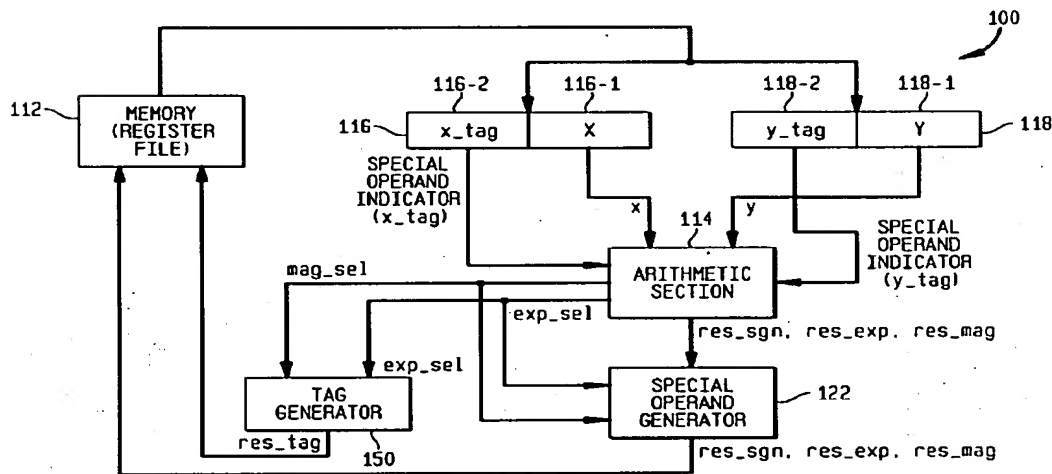 100
116-2
116-1
118-2
118-1
112
MEMORY
(REGISTER
FILE)
116
x_tag
X
y_tag
Y
118
SPECIAL
OPERAND
INDICATOR
(x_tag)
x
y
114
SPECIAL
OPERAND
INDICATOR
(y_tag)
ARITHMETIC
SECTION
mag_sel
exp_sel
res_sgn, res_exp, res_mag
exp_sel
TAG
GENERATOR
SPECIAL
OPERAND
GENERATOR
122
res_tag
150
res_sgn, res_exp, res_mag